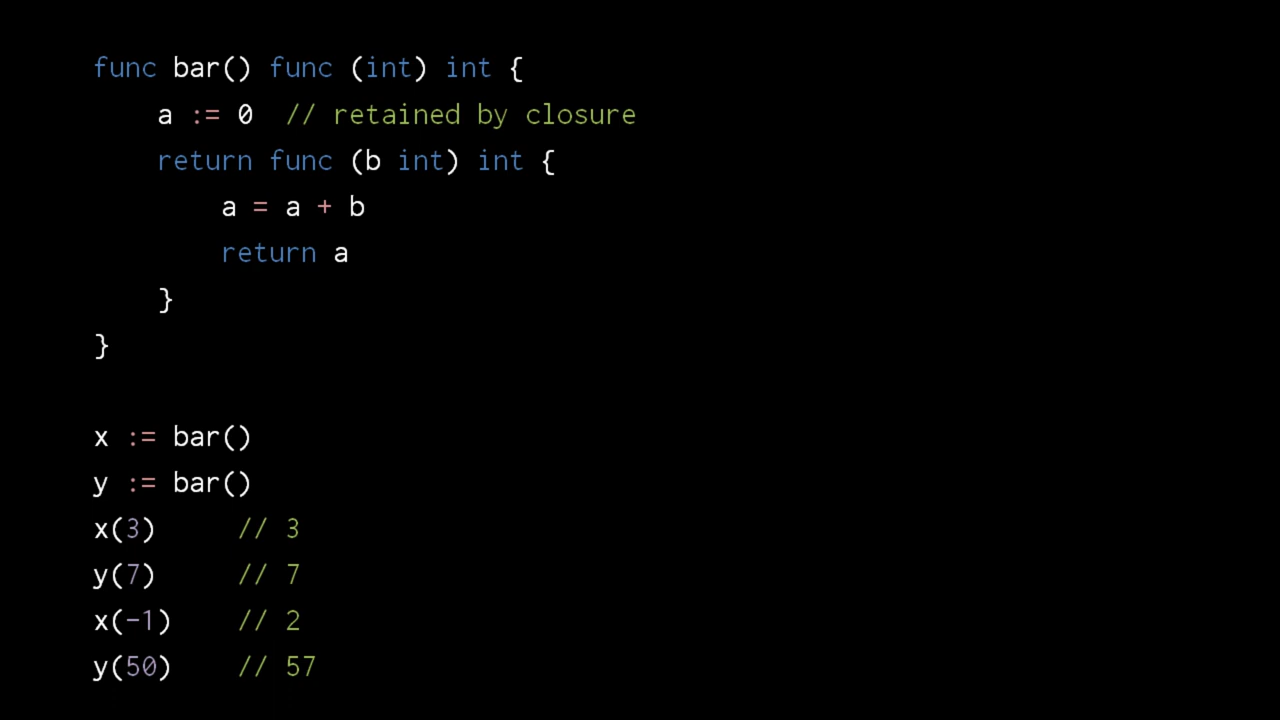 func bar() func (int) int {
    a := 0  // retained by closure
    return func (b int) int {
        a = a + b
        return a
    }
}

x := bar()
y := bar()
x(3)     // 3
y(7)     // 7
x(-1)    // 2
y(50)    // 57